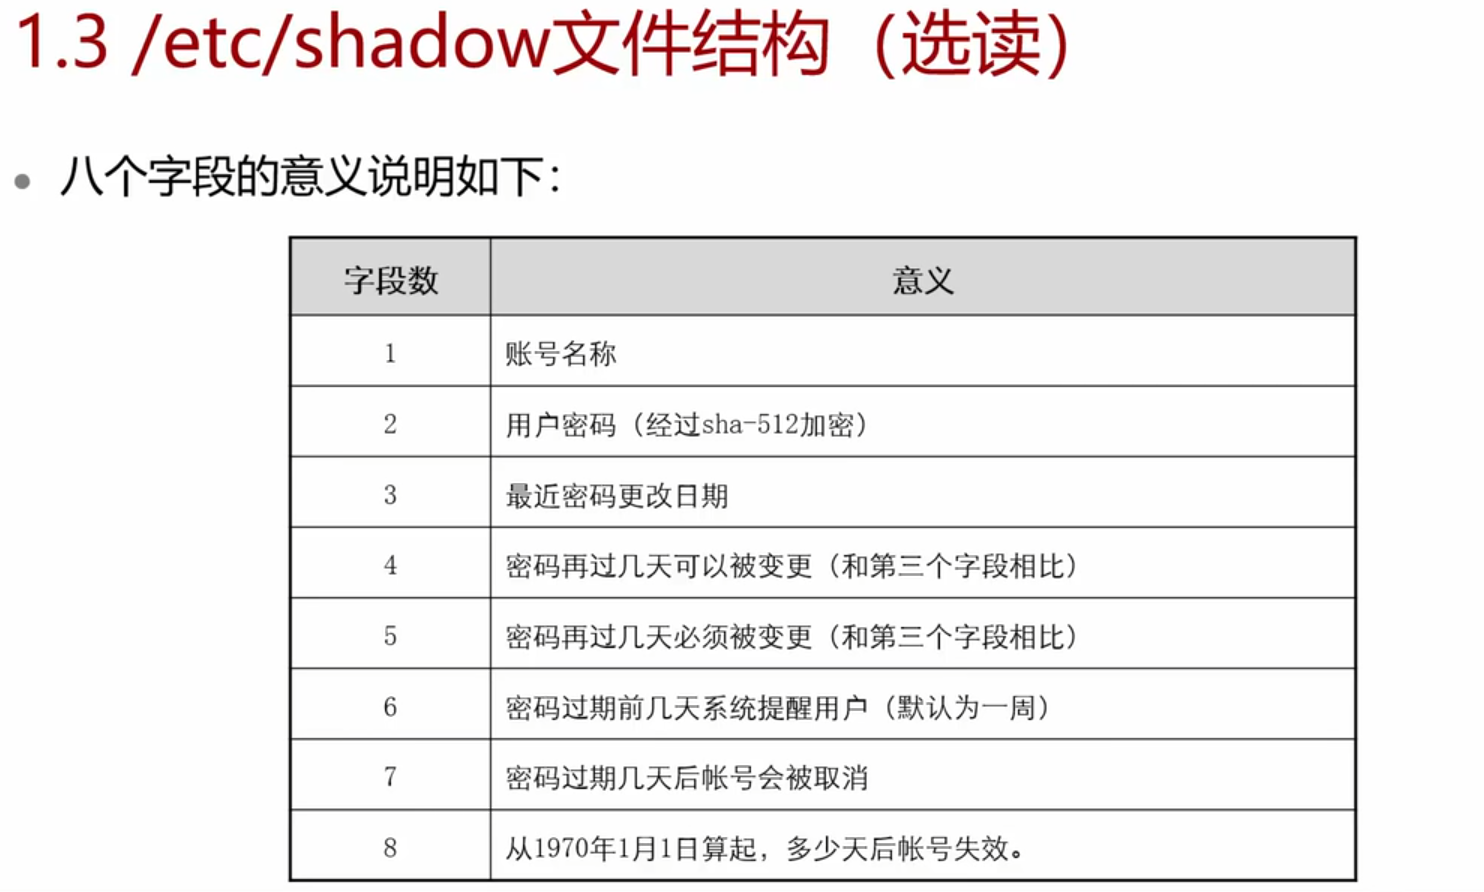 1.3 /etc/shadow文件结构（选读）
• 八个字段的意义说明如下：
字段数 意义
1 账号名称
2 用户密码（经过sha-512加密）
3 最近密码更改日期
4 密码再过几天可以被变更（和第三个字段相比）
5 密码再过几天必须被变更（和第三个字段相比）
6 密码过期前几天系统提醒用户（默认为一周）
7 密码过期几天后帐号会被取消
8 从1970年1月1日算起，多少天后帐号失效。